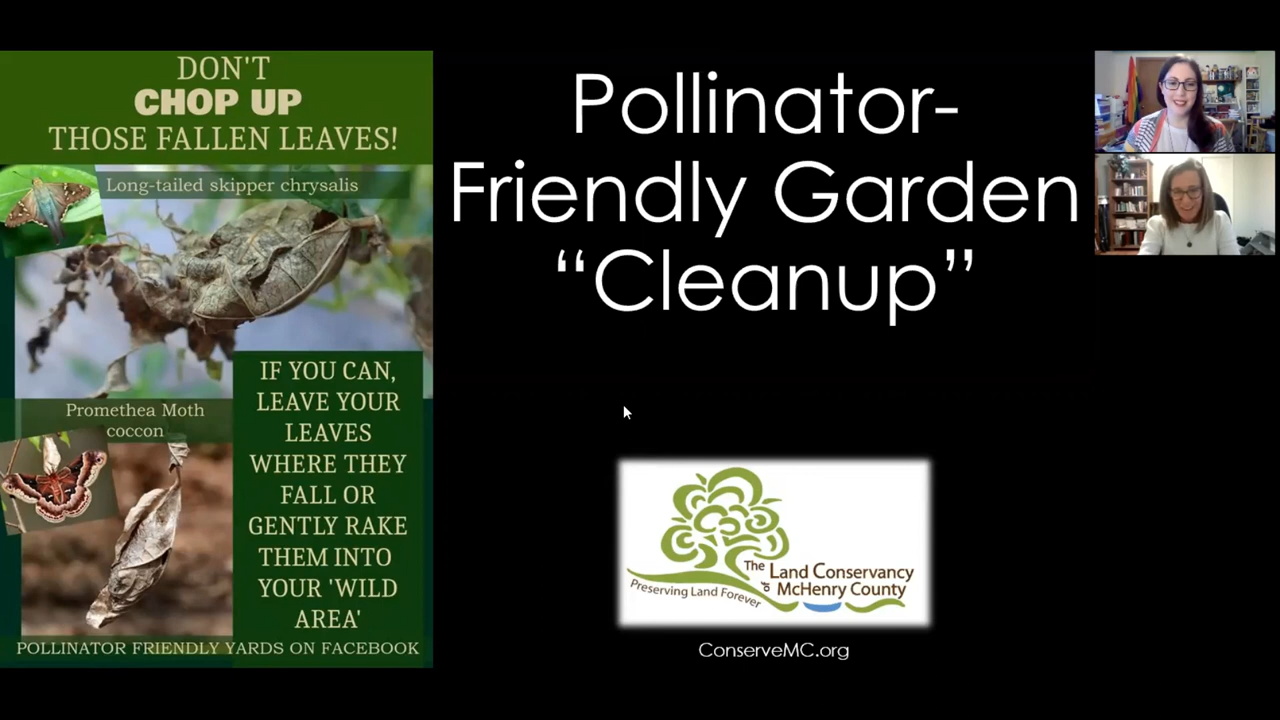 DON'T
CHOP UP
THOSE FALLEN LEAVES!
Long-tailed skipper chrysalis
Promethea Moth
coccon
IF YOU CAN,
LEAVE YOUR
LEAVES
WHERE THEY
FALL OR
GENTLY RAKE
THEM INTO
YOUR 'WILD
AREA'
POLLINATOR FRIENDLY YARDS ON FACEBOOK
Pollinator-
Friendly Garden
“Cleanup”
The Land Conservancy
of McHenry County
Preserving Land Forever
ConserveMC.org